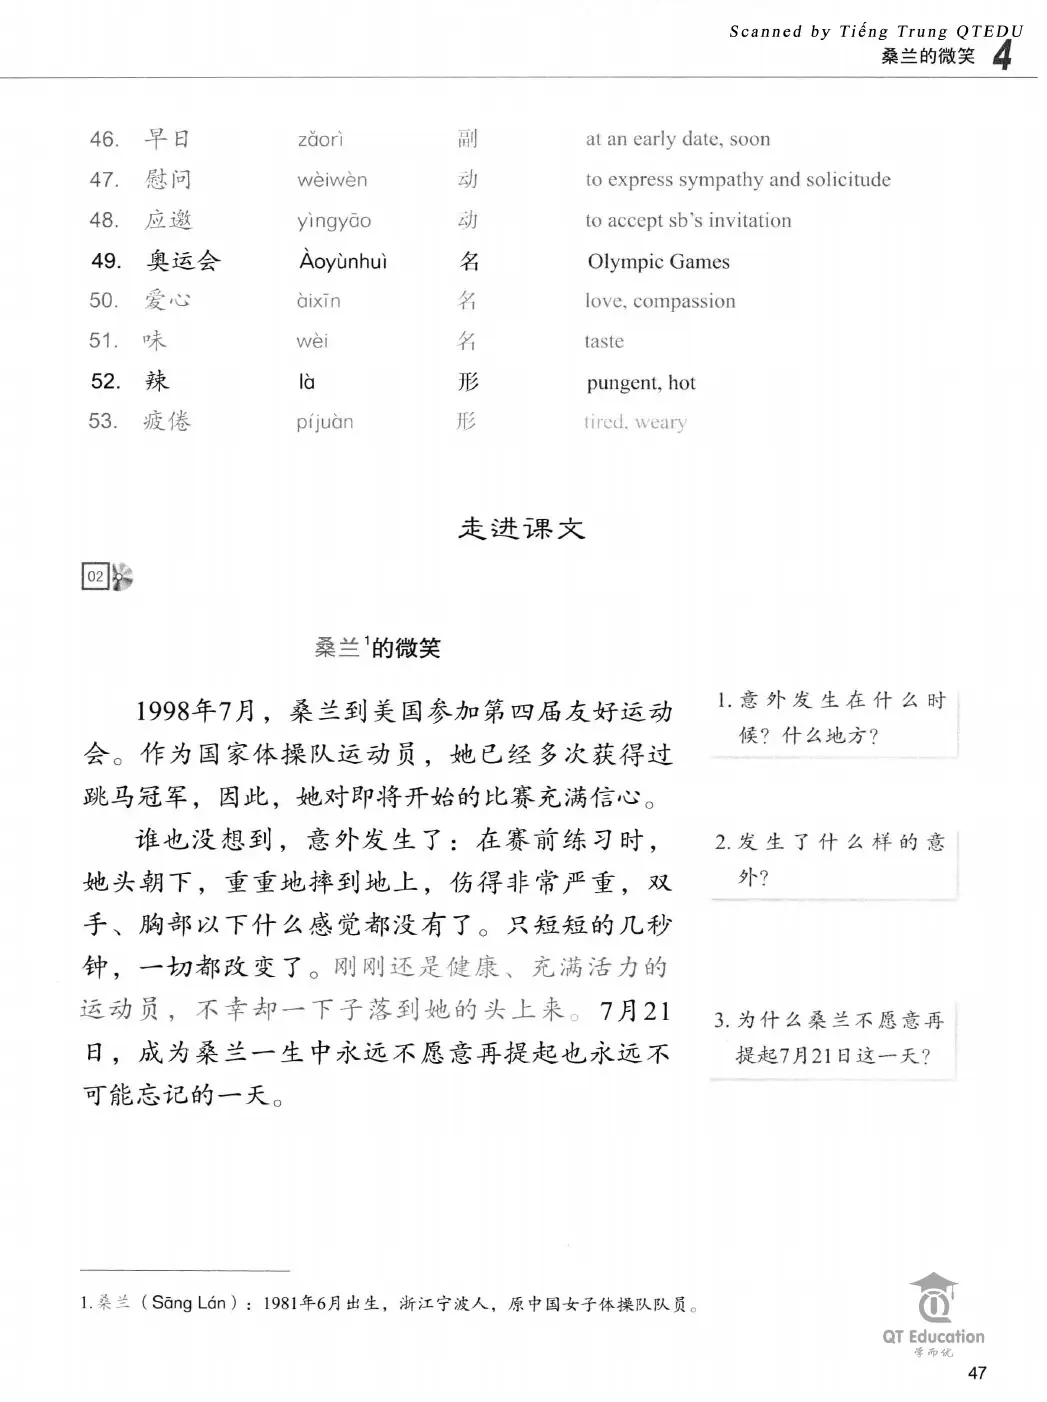 Scanned by Tiếng Trung QTEDU
桑兰的微笑 4
46. 早日 zǎorì 副 at an early date, soon
47. 慰问 wèiwèn 动 to express sympathy and solicitude
48. 应邀 yìngyāo 动 to accept sb's invitation
49. 奥运会 Àoyùnhuì 名 Olympic Games
50. 爱心 àixīn 名 love, compassion
51. 味 wèi 名 taste
52. 辣 là 形 pungent, hot
53. 疲倦 píjuàn 形 tired, weary
走进课文
02
桑兰¹的微笑
1998年7月，桑兰到美国参加第四届友好运动
会。作为国家体操队运动员，她已经多次获得过
跳马冠军，因此，她对即将开始的比赛充满信心。
谁也没想到，意外发生了：在赛前练习时，
她头朝下，重重地摔到地上，伤得非常严重，双
手、胸部以下什么感觉都没有了。只短短的几秒
钟，一切都改变了。刚刚还是健康、充满活力的
运动员，不幸却一下子落到她的头上来。7月21
日，成为桑兰一生中永远不愿意再提起也永远不
可能忘记的一天。
1. 意外发生在什么时
候？什么地方？
2. 发生了什么样的意
外？
3. 为什么桑兰不愿意再
提起7月21日这一天？
1. 桑兰（Sāng Lán）：1981年6月出生，浙江宁波人，原中国女子体操队队员。
QT Education
学而优
47